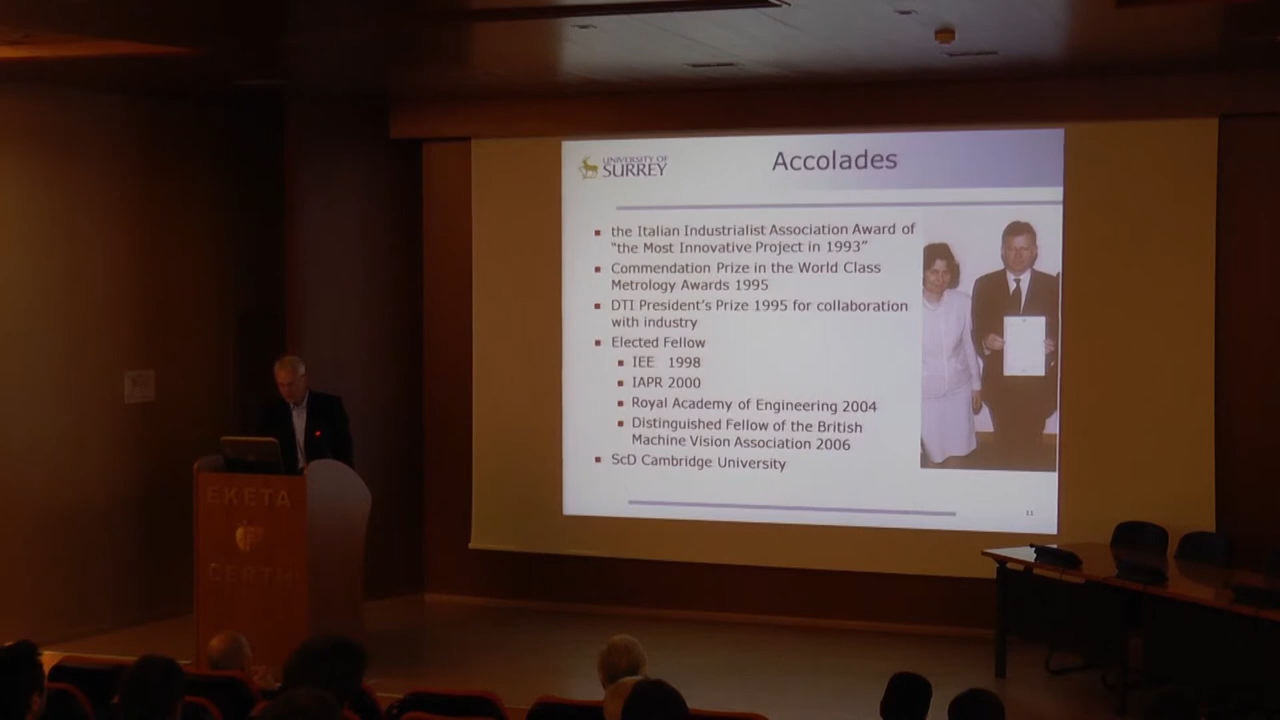 UNIVERSITY OF
SURREY
Accolades
the Italian Industrialist Association Award of
"the Most Innovative Project in 1993"
Commendation Prize in the World Class
Metrology Awards 1995
DTI President's Prize 1995 for collaboration
with industry
Elected Fellow
IEE 1998
IAPR 2000
Royal Academy of Engineering 2004
Distinguished Fellow of the British
Machine Vision Association 2006
ScD Cambridge University
11
EKETA
CERTH